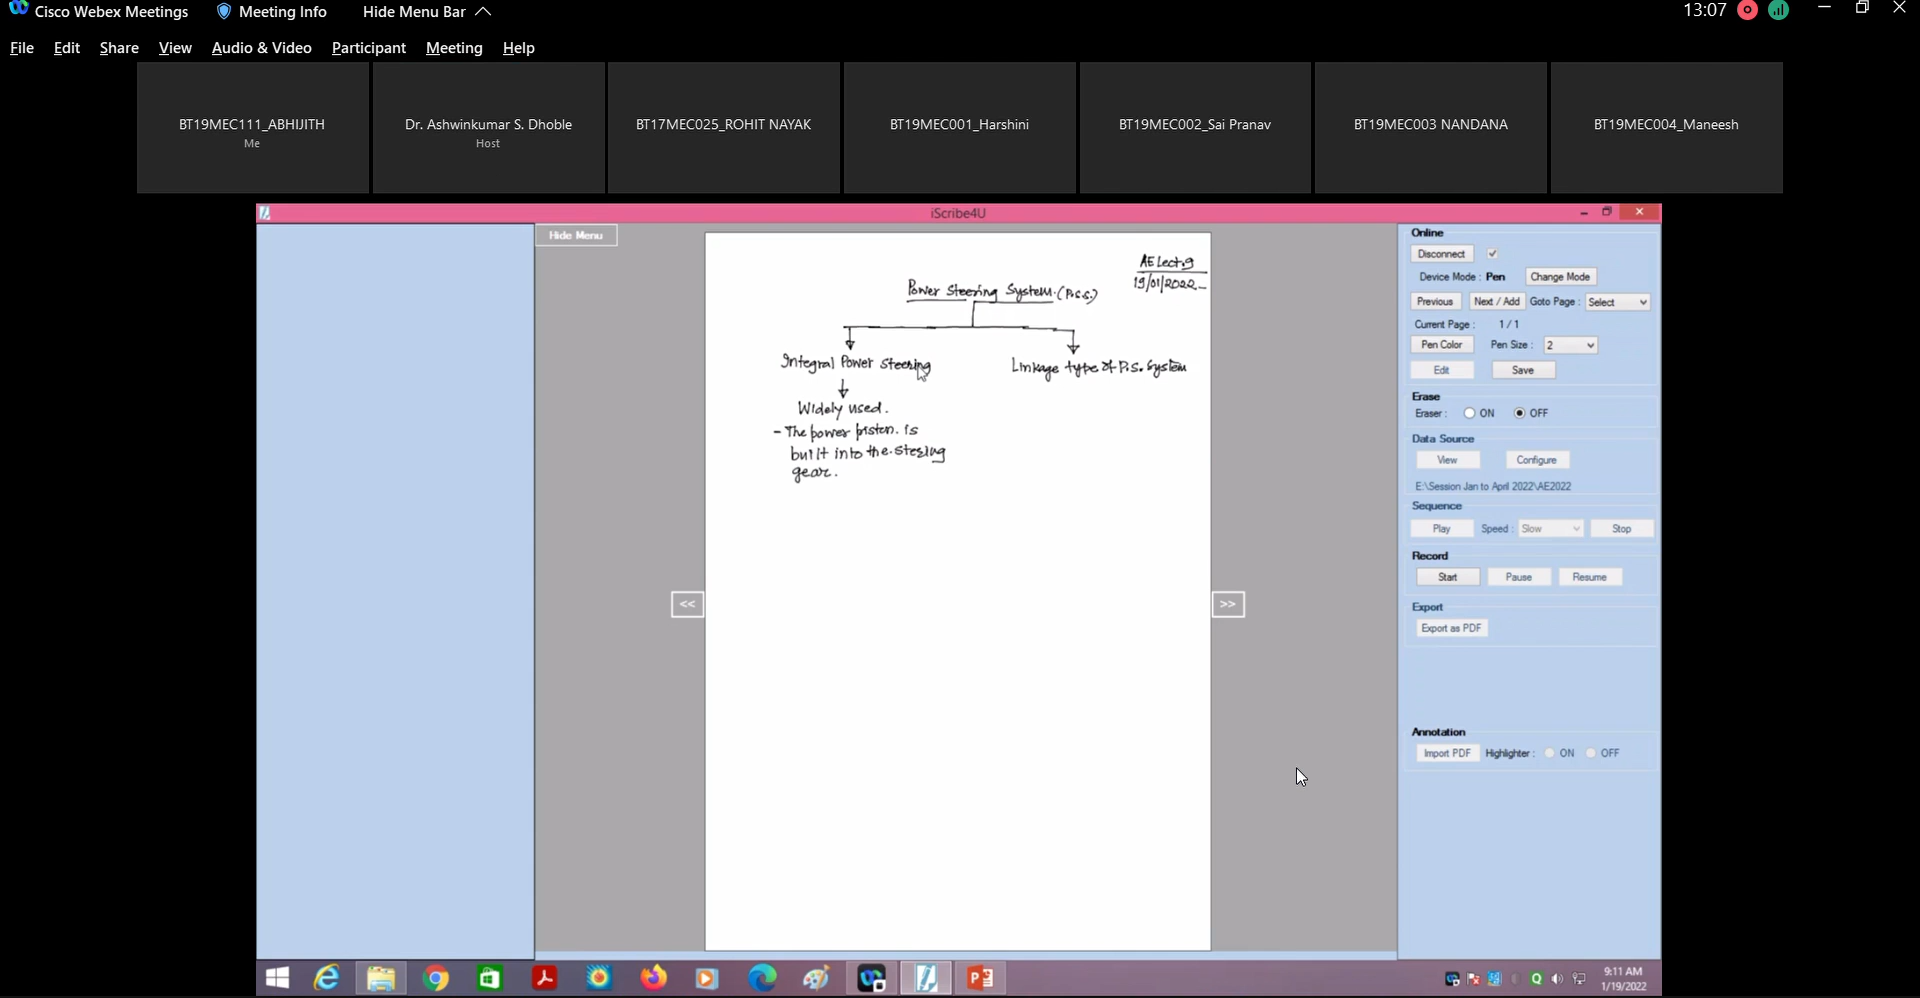 Cisco Webex Meetings Meeting Info Hide Menu Bar 13:07
File Edit Share View Audio & Video Participant Meeting Help
BT19MEC111_ABHIJITH
Me
Dr. Ashwinkumar S. Dhoble
Host
BT17MEC025_ROHIT NAYAK
BT19MEC001_Harshini
BT19MEC002_Sai Pranav
BT19MEC003 NANDANA
BT19MEC004_Maneesh
iScribe4U
Hide Menu
AE Lect.9
19/01/2022
Power Steering System. (P.S.S.)
Integral Power Steering
Linkage type of P.S. System
Widely used.
- The power piston. is
built into the stering
gear.
<<
>>
Online
Disconnect
Device Mode : Pen Change Mode
Previous Next / Add Goto Page : Select
Current Page : 1 / 1
Pen Color Pen Size : 2
Edit Save
Erase
Eraser : ON OFF
Data Source
View Configure
E:\Session Jan to April 2022\AE2022
Sequence
Play Speed : Slow Stop
Record
Start Pause Resume
Export
Export as PDF
Annotation
Import PDF Highlighter : ON OFF
9:11 AM
1/19/2022